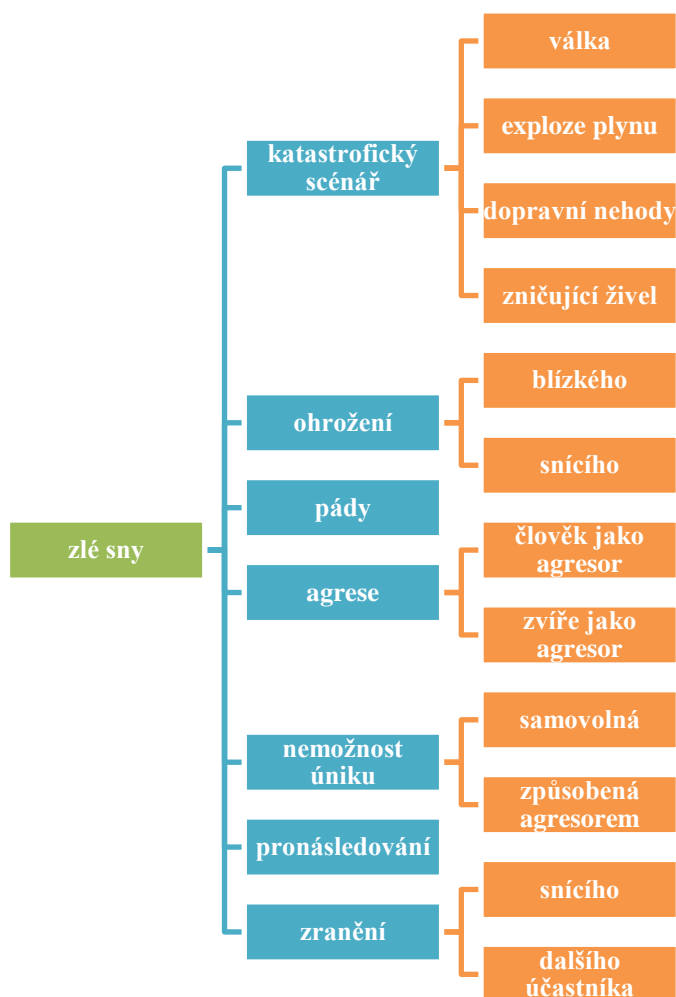 válka
exploze plynu
katastrofický
scénář
dopravní nehody
zničující živel
blízkého
ohrožení
snícího
pády
zlé sny
člověk jako
agresor
agrese
zvíře jako
agresor
samovolná
nemožnost
úniku
způsobená
agresorem
pronásledování
snícího
zranění
dalšího
účastníka